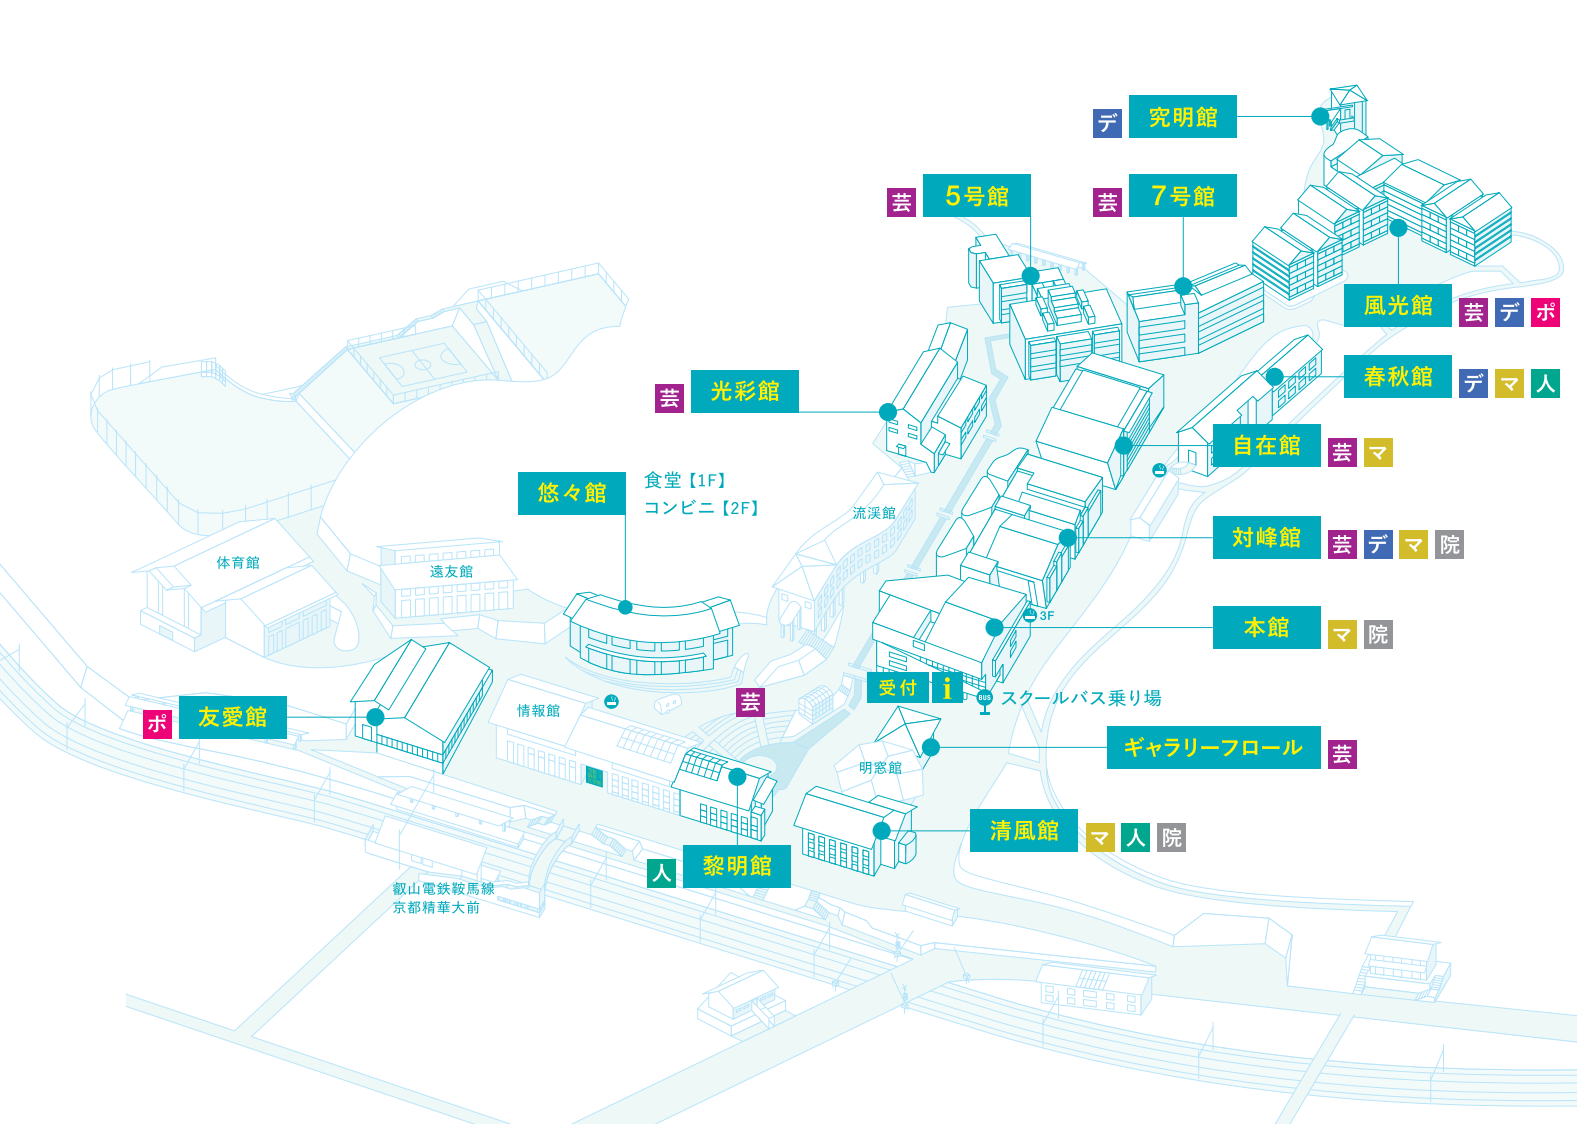 デ 究明館
芸 5号館
芸 7号館
風光館 芸 デ ポ
春秋館 デ マ 人
芸 光彩館
自在館 芸 マ
悠々館
食堂【1F】
コンビニ【2F】
流渓館
対峰館 芸 デ マ 院
体育館
遠友館
3F
本館 マ 院
受付 i
BUS スクールバス乗り場
芸
ポ 友愛館
情報館
ギャラリーフロール 芸
明窓館
清風館 マ 人 院
人 黎明館
叡山電鉄鞍馬線
京都精華大前